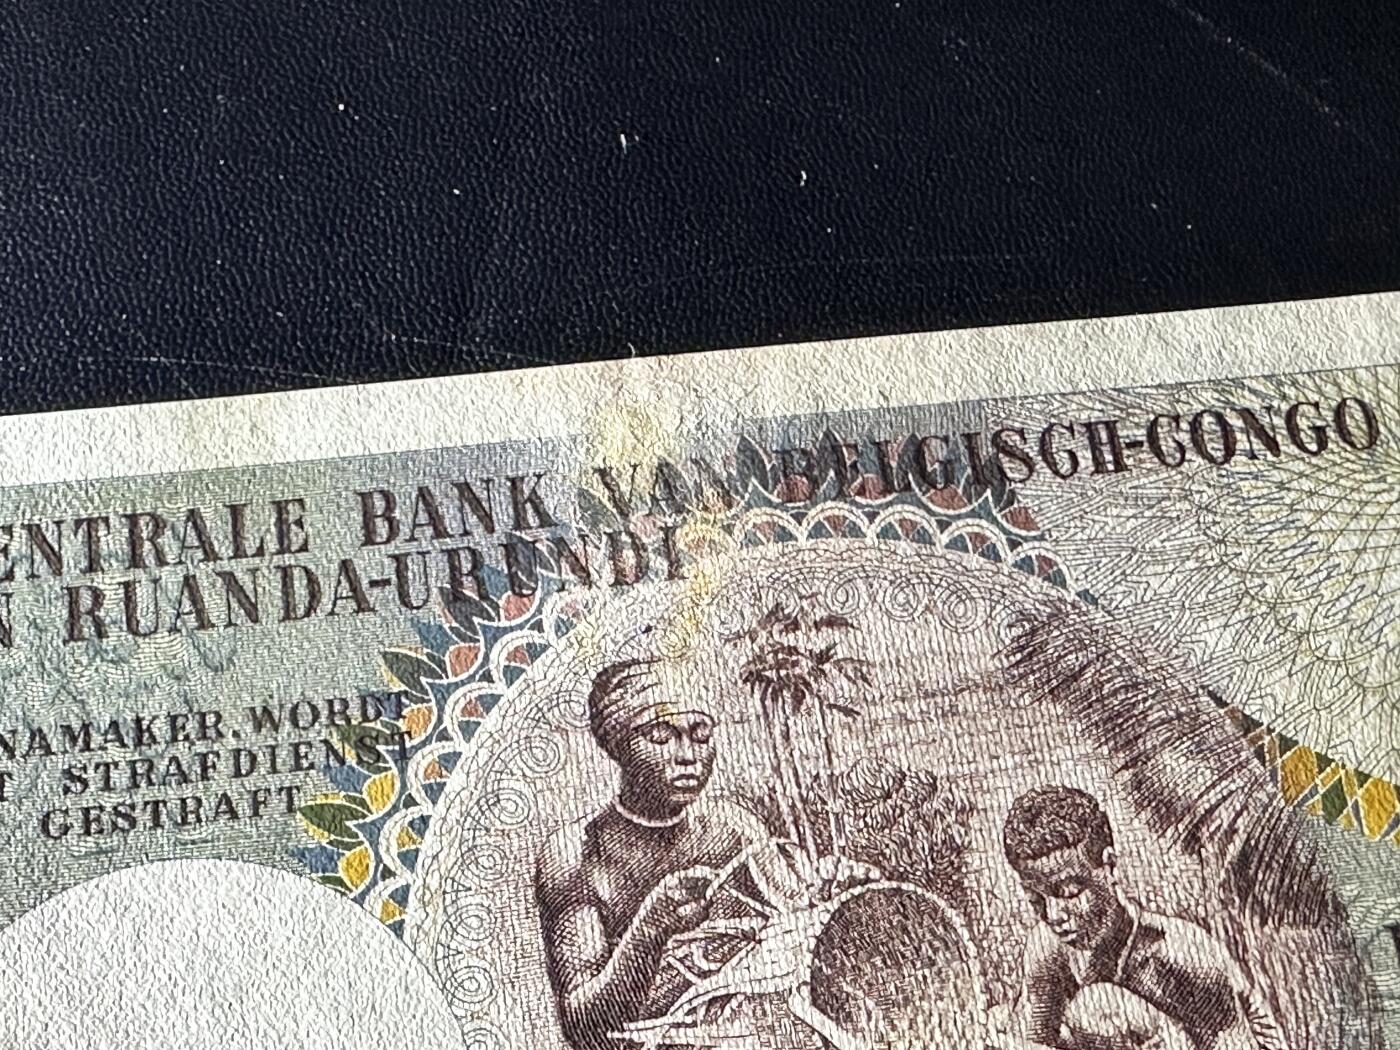 ENTRALE BANK VAN BELGISCH-CONGO
N RUANDA-URUNDI
NAMAKER. WORDT
T STRAFDIENST
GESTRAFT